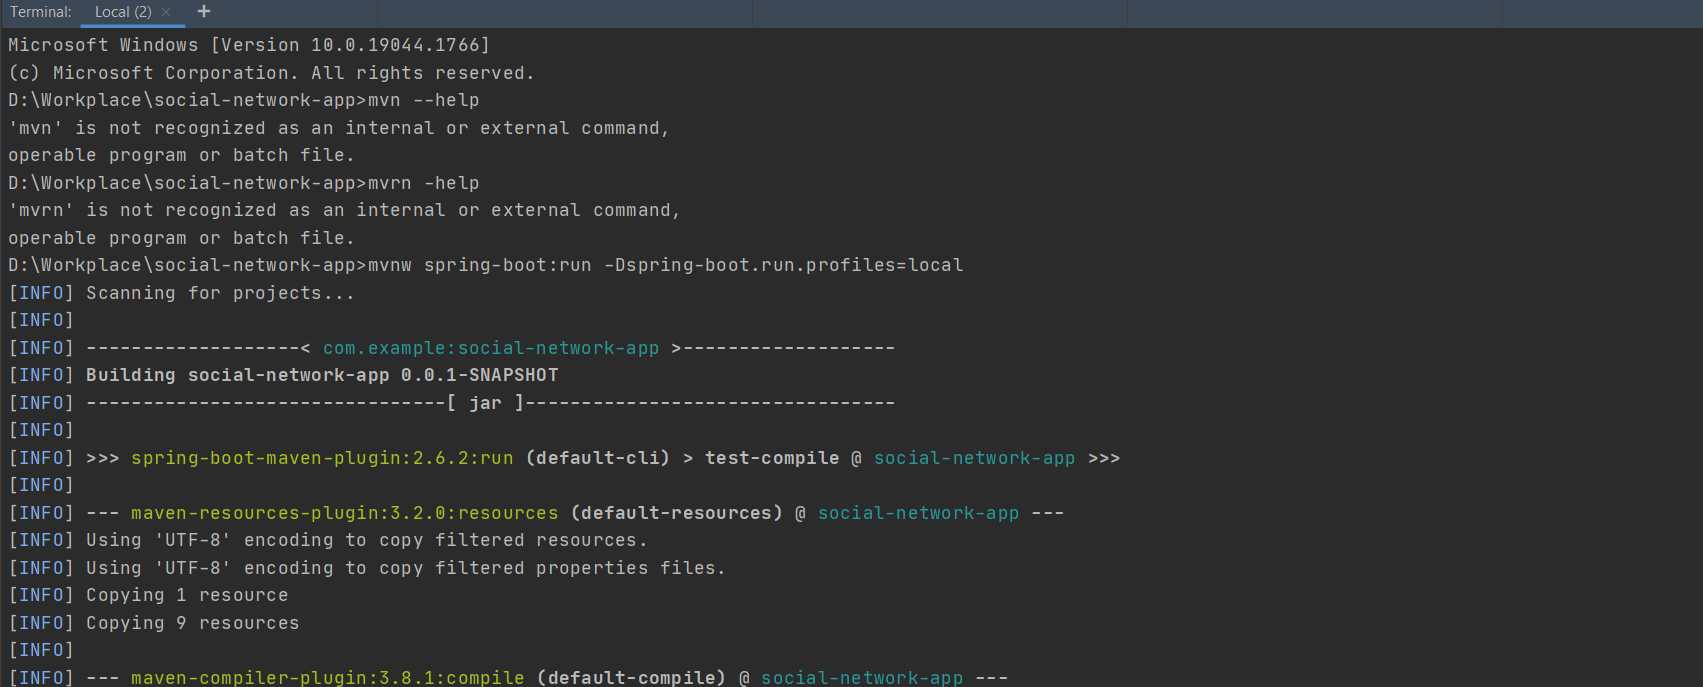 Terminal: Local (2) × +
Microsoft Windows [Version 10.0.19044.1766]
(c) Microsoft Corporation. All rights reserved.
D:\Workplace\social-network-app>mvn --help
'mvn' is not recognized as an internal or external command,
operable program or batch file.
D:\Workplace\social-network-app>mvrn -help
'mvrn' is not recognized as an internal or external command,
operable program or batch file.
D:\Workplace\social-network-app>mvnw spring-boot:run -Dspring-boot.run.profiles=local
[INFO] Scanning for projects...
[INFO]
[INFO] -------------------< com.example:social-network-app >-------------------
[INFO] Building social-network-app 0.0.1-SNAPSHOT
[INFO] --------------------------------[ jar ]---------------------------------
[INFO]
[INFO] >>> spring-boot-maven-plugin:2.6.2:run (default-cli) > test-compile @ social-network-app >>>
[INFO]
[INFO] --- maven-resources-plugin:3.2.0:resources (default-resources) @ social-network-app ---
[INFO] Using 'UTF-8' encoding to copy filtered resources.
[INFO] Using 'UTF-8' encoding to copy filtered properties files.
[INFO] Copying 1 resource
[INFO] Copying 9 resources
[INFO]
[INFO] --- maven-compiler-plugin:3.8.1:compile (default-compile) @ social-network-app ---